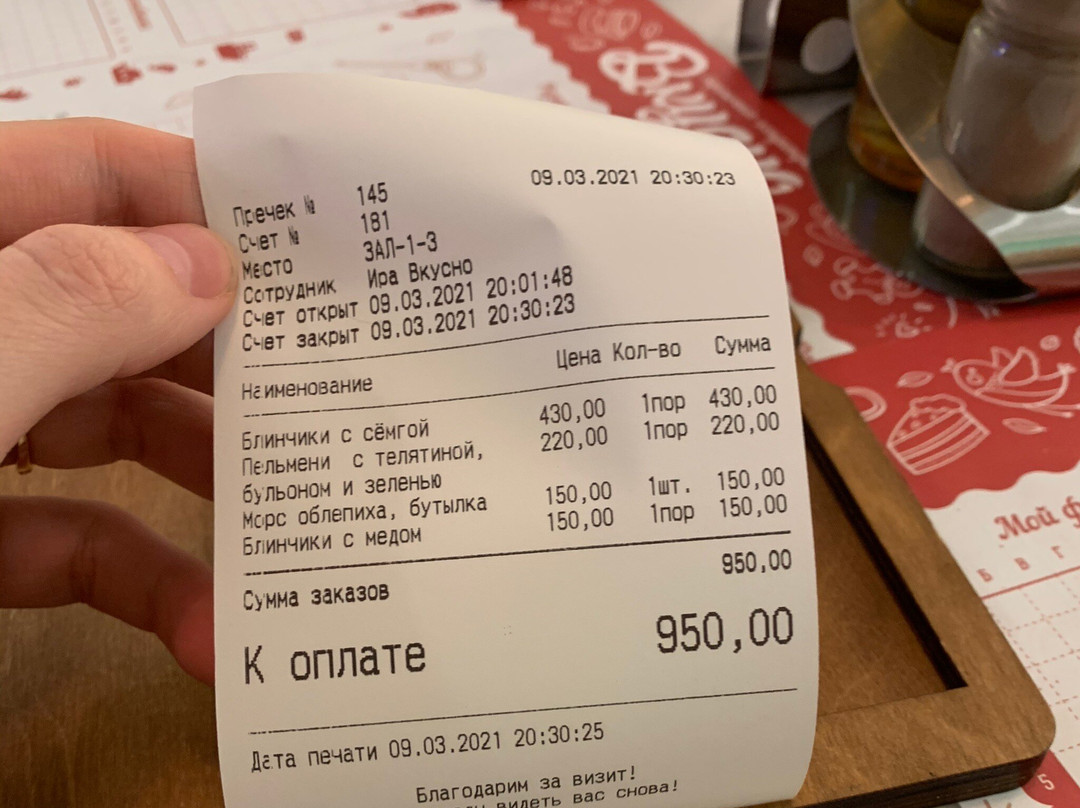 09.03.2021 20:30:23
Пречек № 145
Счет № 181
Место ЗАЛ-1-3
Сотрудник Ира Вкусно
Счет открыт 09.03.2021 20:01:48
Счет закрыт 09.03.2021 20:30:23
Наименование Цена Кол-во Сумма
Блинчики с сёмгой 430,00 1пор 430,00
Пельмени с телятиной, 220,00 1пор 220,00
бульоном и зеленью
Морс облепиха, бутылка 150,00 1шт. 150,00
Блинчики с медом 150,00 1пор 150,00
Сумма заказов 950,00
К оплате 950,00
Дата печати 09.03.2021 20:30:25
Благодарим за визит!
видеть вас снова!
Мой
Б В Г
5